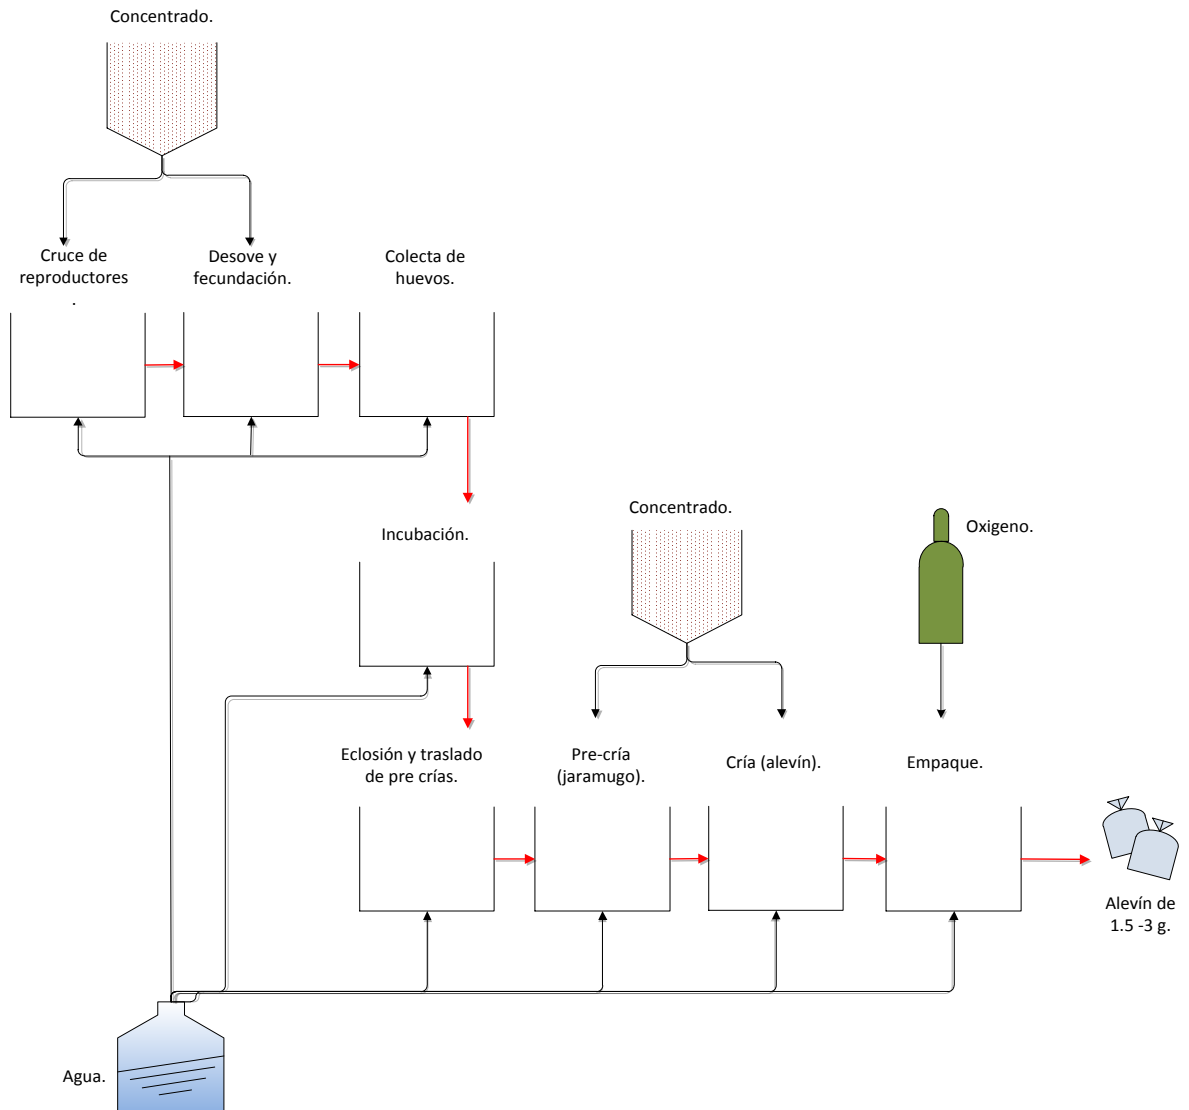 Concentrado.
Cruce de
reproductores
.
Desove y
fecundación.
Colecta de
huevos.
Incubación.
Concentrado.
Oxigeno.
Eclosión y traslado
de pre crías.
Pre-cría
(jaramugo).
Cría (alevín).
Empaque.
Alevín de
1.5 -3 g.
Agua.